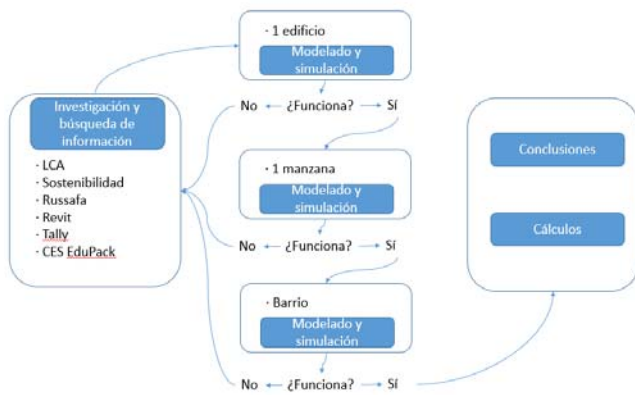 Investigación y
búsqueda de
información
· LCA
· Sostenibilidad
· Russafa
· Revit
· Tally
· CES EduPack
· 1 edificio
Modelado y
simulación
No ¿Funciona? Sí
· 1 manzana
Modelado y
simulación
No ¿Funciona? Sí
· Barrio
Modelado y
simulación
No ¿Funciona? Sí
Conclusiones
Cálculos